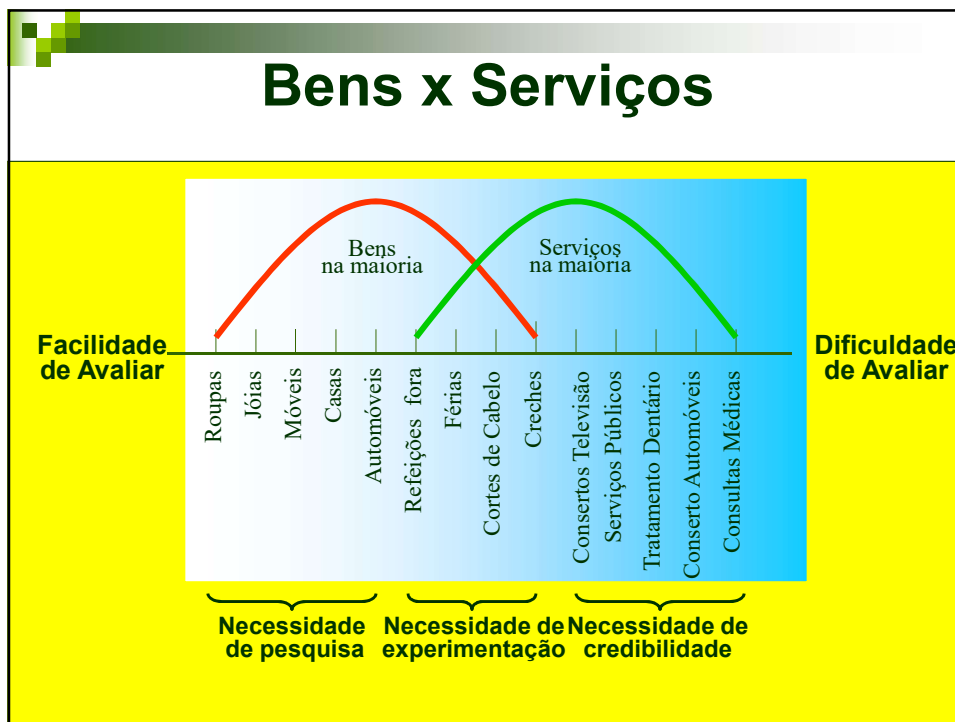 Bens x Serviços
Bens
na maioria
Serviços
na maioria
Facilidade
de Avaliar
Dificuldade
de Avaliar
Roupas
Jóias
Móveis
Casas
Automóveis
Refeições fora
Férias
Cortes de Cabelo
Creches
Consertos Televisão
Serviços Públicos
Tratamento Dentário
Conserto Automóveis
Consultas Médicas
Necessidade
de pesquisa
Necessidade de
experimentação
Necessidade de
credibilidade